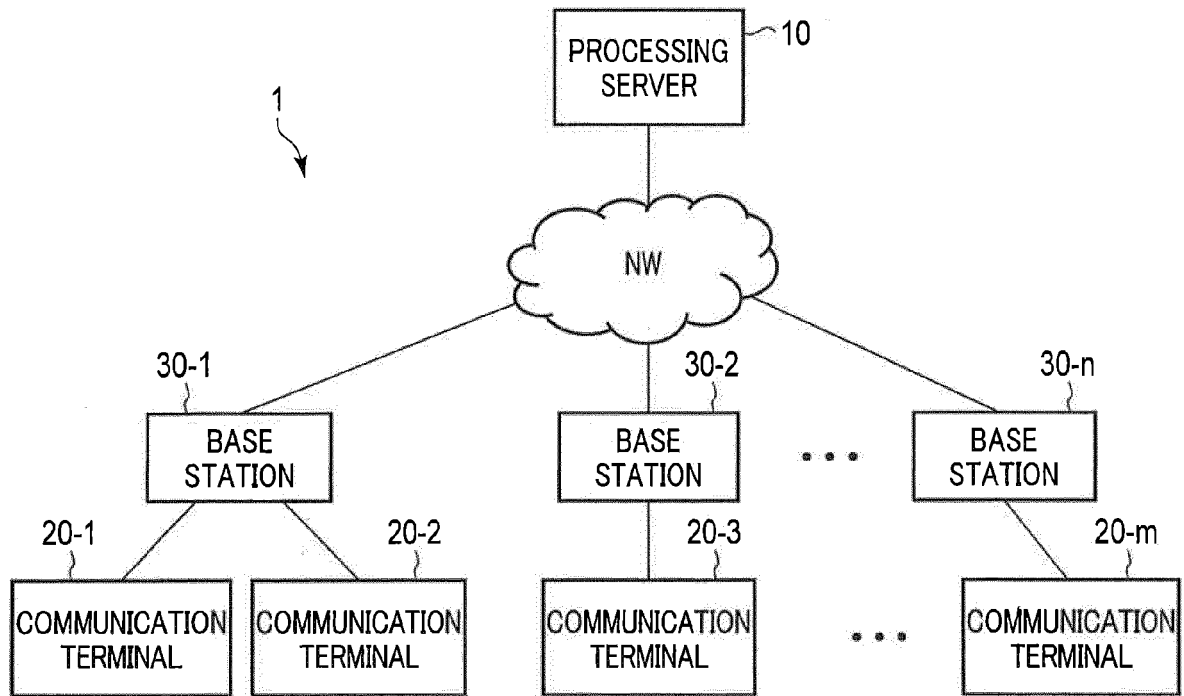 10
PROCESSING
SERVER
1
NW
30-1
30-2
30-n
BASE
STATION
BASE
STATION
BASE
STATION
20-1
20-2
20-3
20-m
COMMUNICATION
TERMINAL
COMMUNICATION
TERMINAL
COMMUNICATION
TERMINAL
COMMUNICATION
TERMINAL